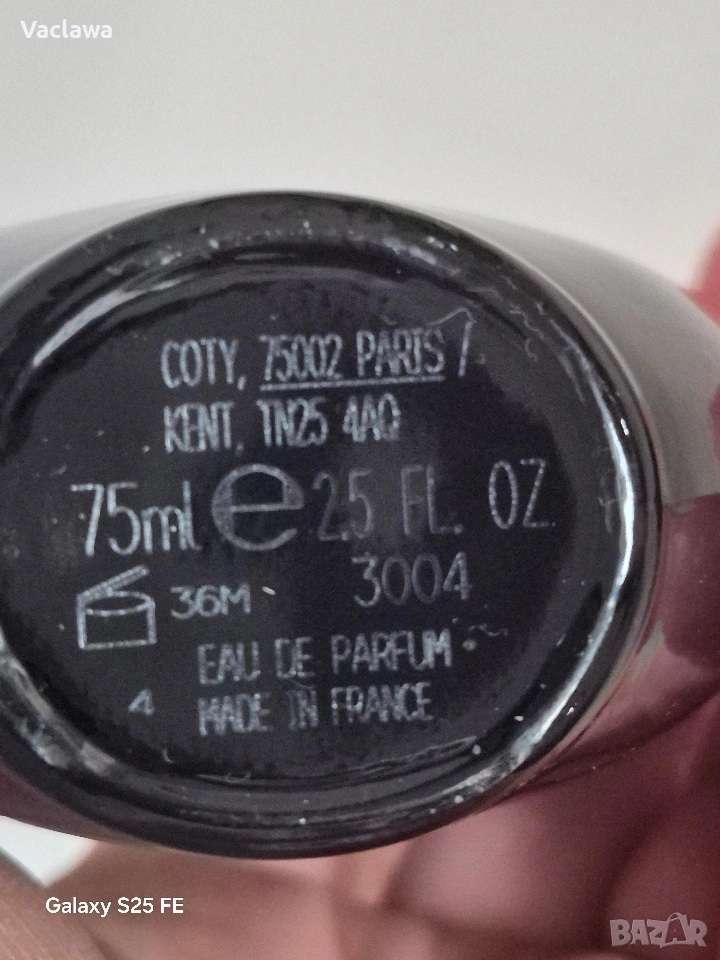 Vaclawa
COTY, 75002 PARIS /
KENT, TN25 4AQ
75ml e 2.5 FL. OZ.
36M 3004
EAU DE PARFUM
4 MADE IN FRANCE
Galaxy S25 FE
BAZAR